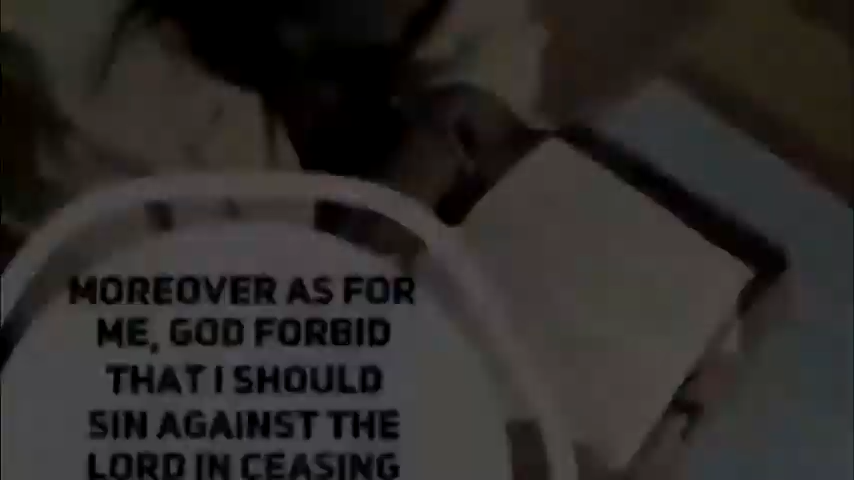 MOREOVER AS FOR
ME, GOD FORBID
THAT I SHOULD
SIN AGAINST THE
LORD IN CEASING